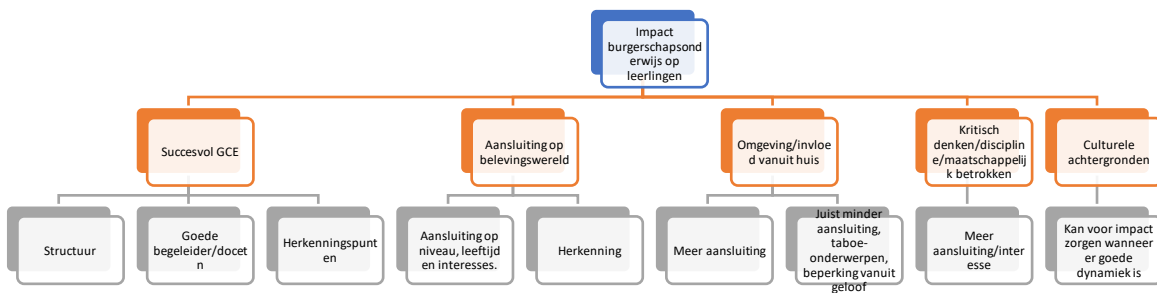 Impact
burgerschapsond
erwijs op
leerlingen
Succesvol GCE
Aansluiting op
belevingswereld
Omgeving/invloe
d vanuit huis
Kritisch
denken/disciplin
e/maatschappelij
k betrokken
Culturele
achtergronden
Structuur
Goede
begeleider/docet
n
Herkenningspunt
en
Aansluiting op
niveau, leeftijd
en interesses.
Herkenning
Meer aansluiting
Juist minder
aansluiting,
taboe-
onderwerpen,
beperking vanuit
geloof
Meer
aansluiting/inter
esse
Kan voor impact
zorgen wanneer
er goede
dynamiek is